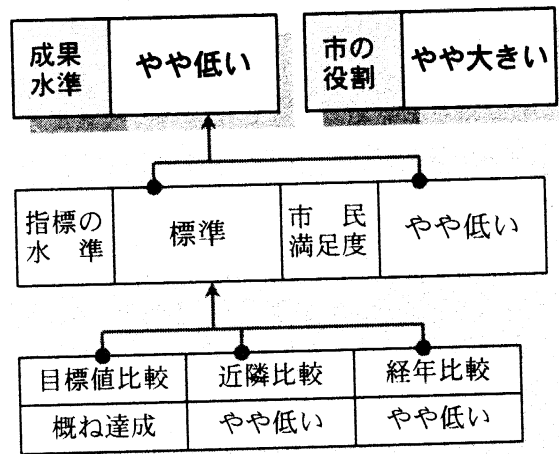 成果
水準
やや低い
市の
役割
やや大きい
指標の
水　準
標準
市　民
満足度
やや低い
目標値比較
近隣比較
経年比較
概ね達成
やや低い
やや低い